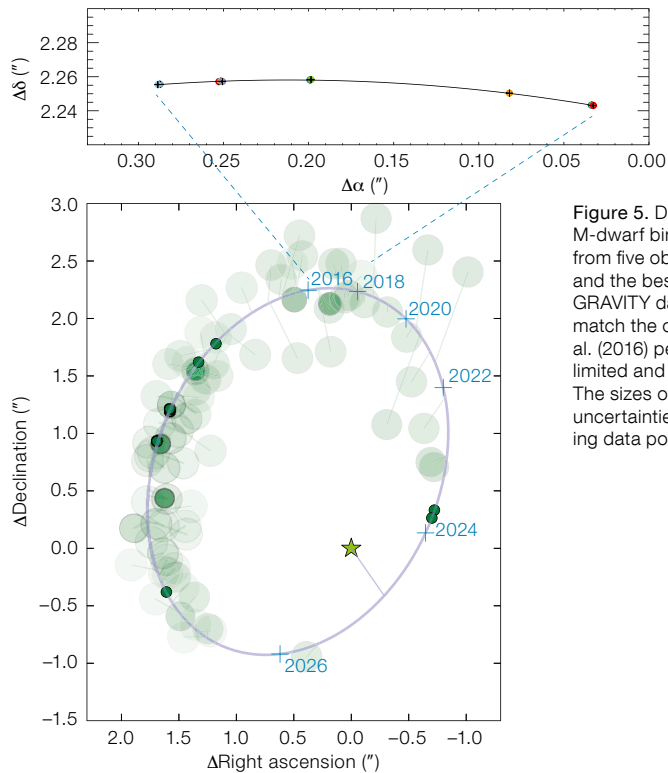 2.28
2.26
2.24
Δδ (″)
0.30 0.25 0.20 0.15 0.10 0.05 0.00
Δα (″)
3.0
2.5
2.0
1.5
1.0
0.5
0.0
−0.5
−1.0
−1.5
ΔDeclination (″)
2016
2018
2020
2022
2024
2026
2.0 1.5 1.0 0.5 0.0 −0.5 −1.0
ΔRight ascension (″)
Figure 5. D
M-dwarf bin
from five ob
and the bes
GRAVITY da
match the c
al. (2016) pe
limited and
The sizes o
uncertaintie
ing data po